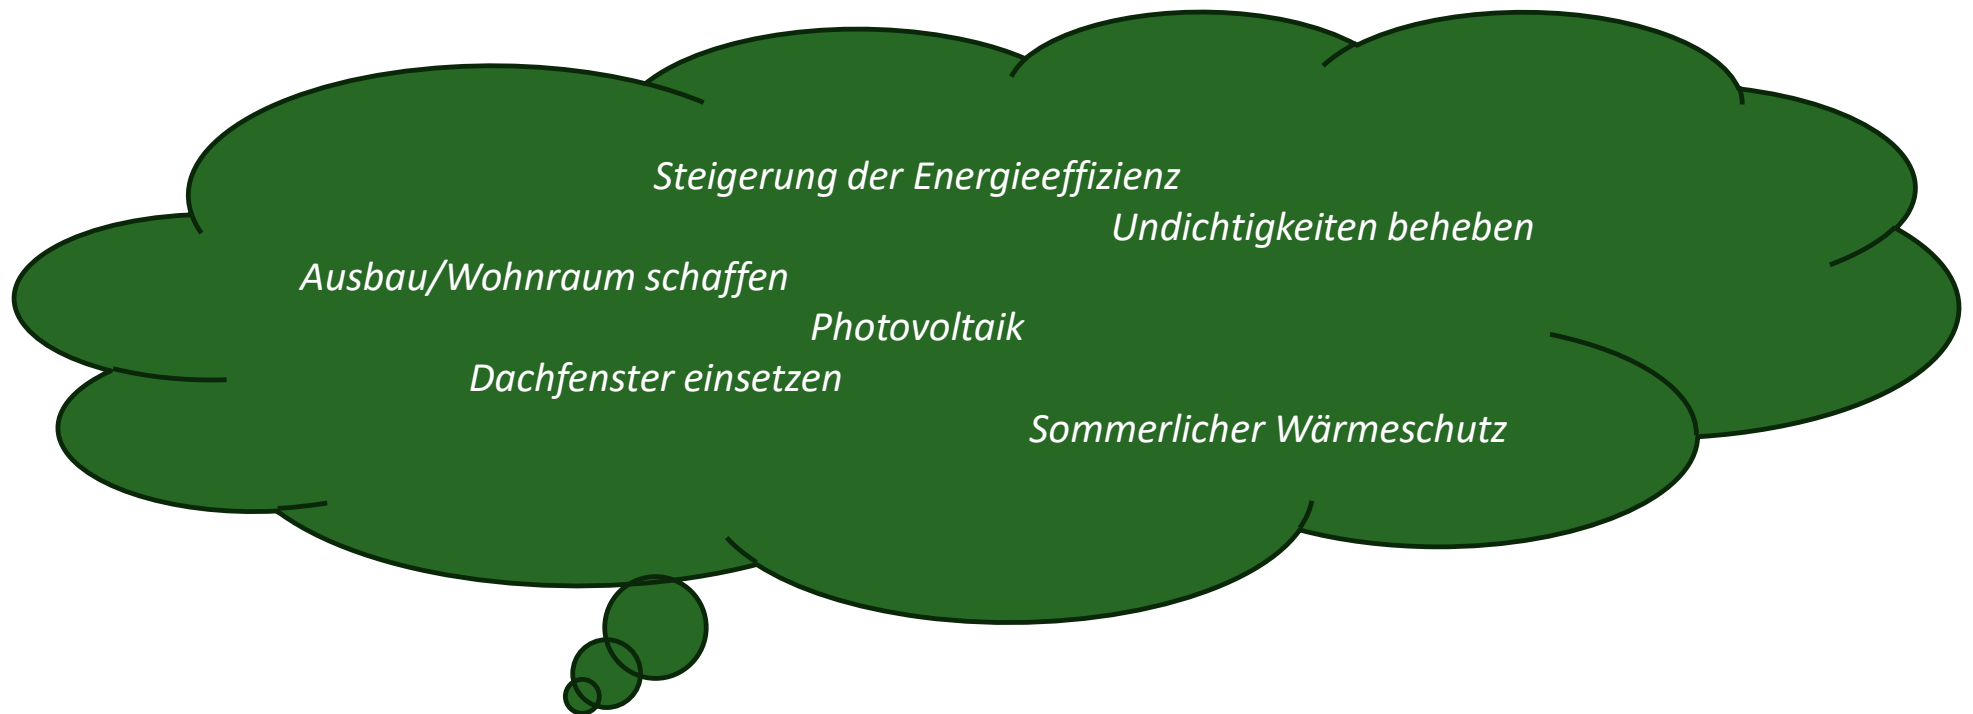 Steigerung der Energieeffizienz
Undichtigkeiten beheben
Ausbau/Wohnraum schaffen
Photovoltaik
Dachfenster einsetzen
Sommerlicher Wärmeschutz